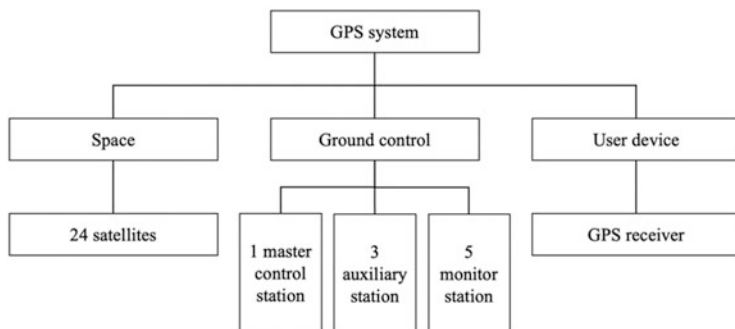 GPS system
Space
Ground control
User device
24 satellites
1 master
control
station
3
auxiliary
station
5
monitor
station
GPS receiver